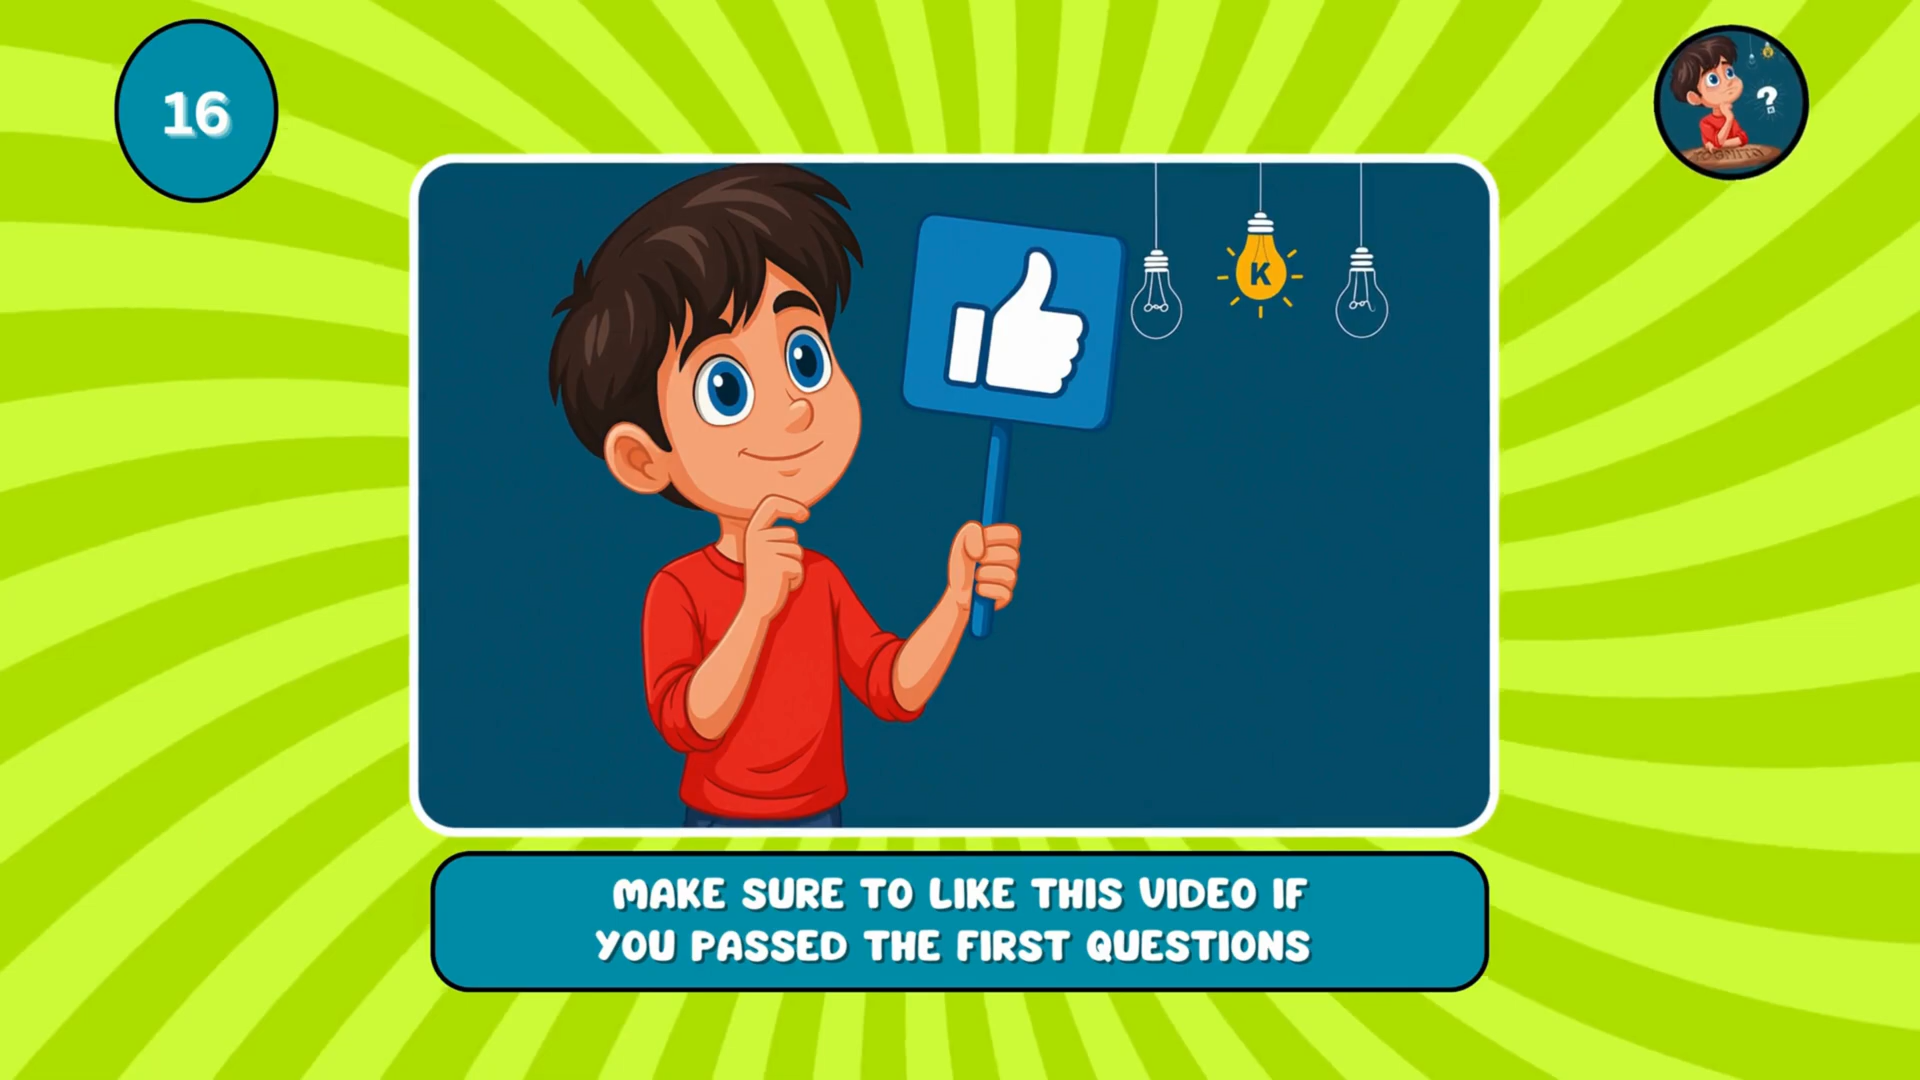 16
?
K
MAKE SURE TO LIKE THIS VIDEO IF
YOU PASSED THE FIRST QUESTIONS